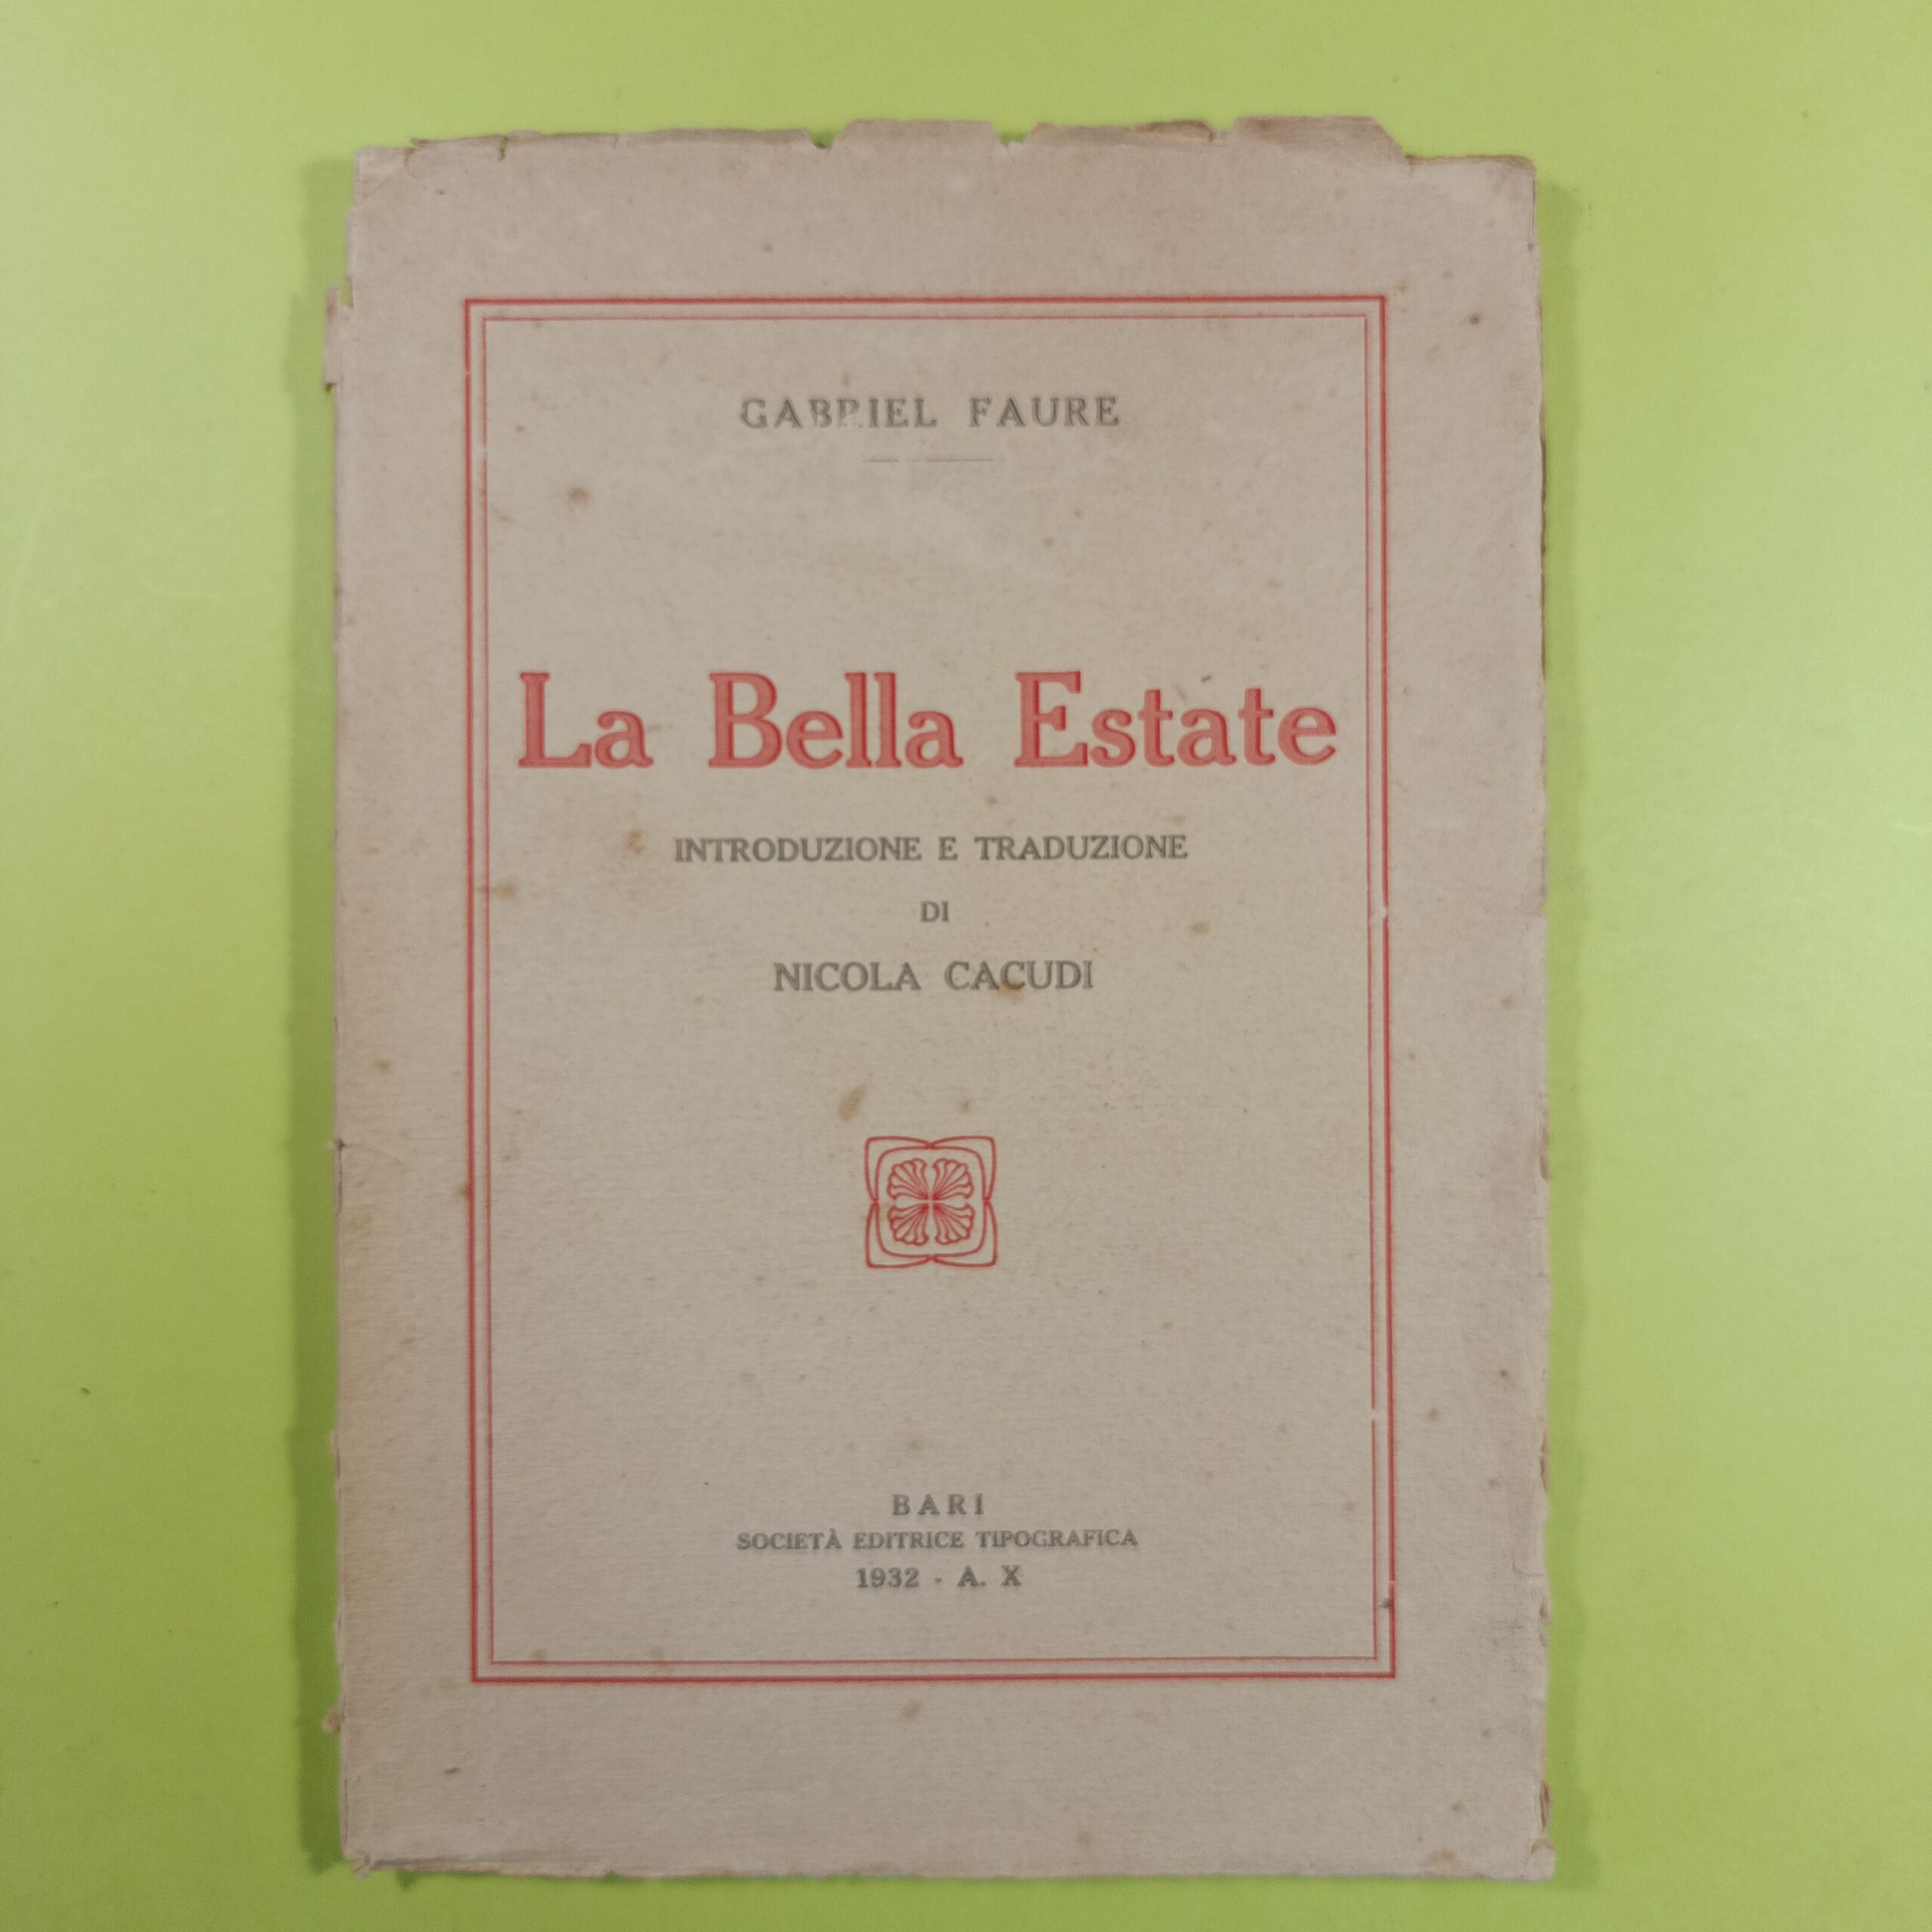 GABRIEL FAURE
La Bella Estate
INTRODUZIONE E TRADUZIONE
DI
NICOLA CACUDI
BARI
SOCIETÀ EDITRICE TIPOGRAFICA
1932 - A. X